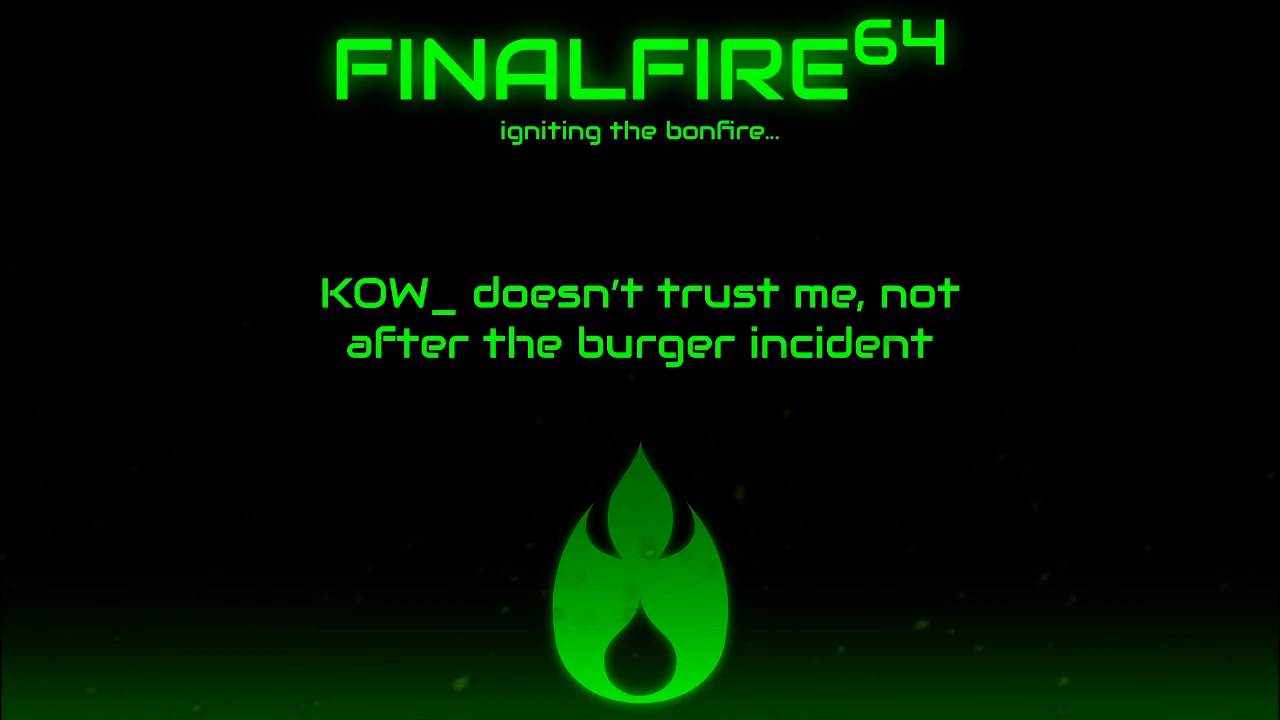 FINALFIRE64
igniting the bonfire...
KOW_ doesn't trust me, not
after the burger incident